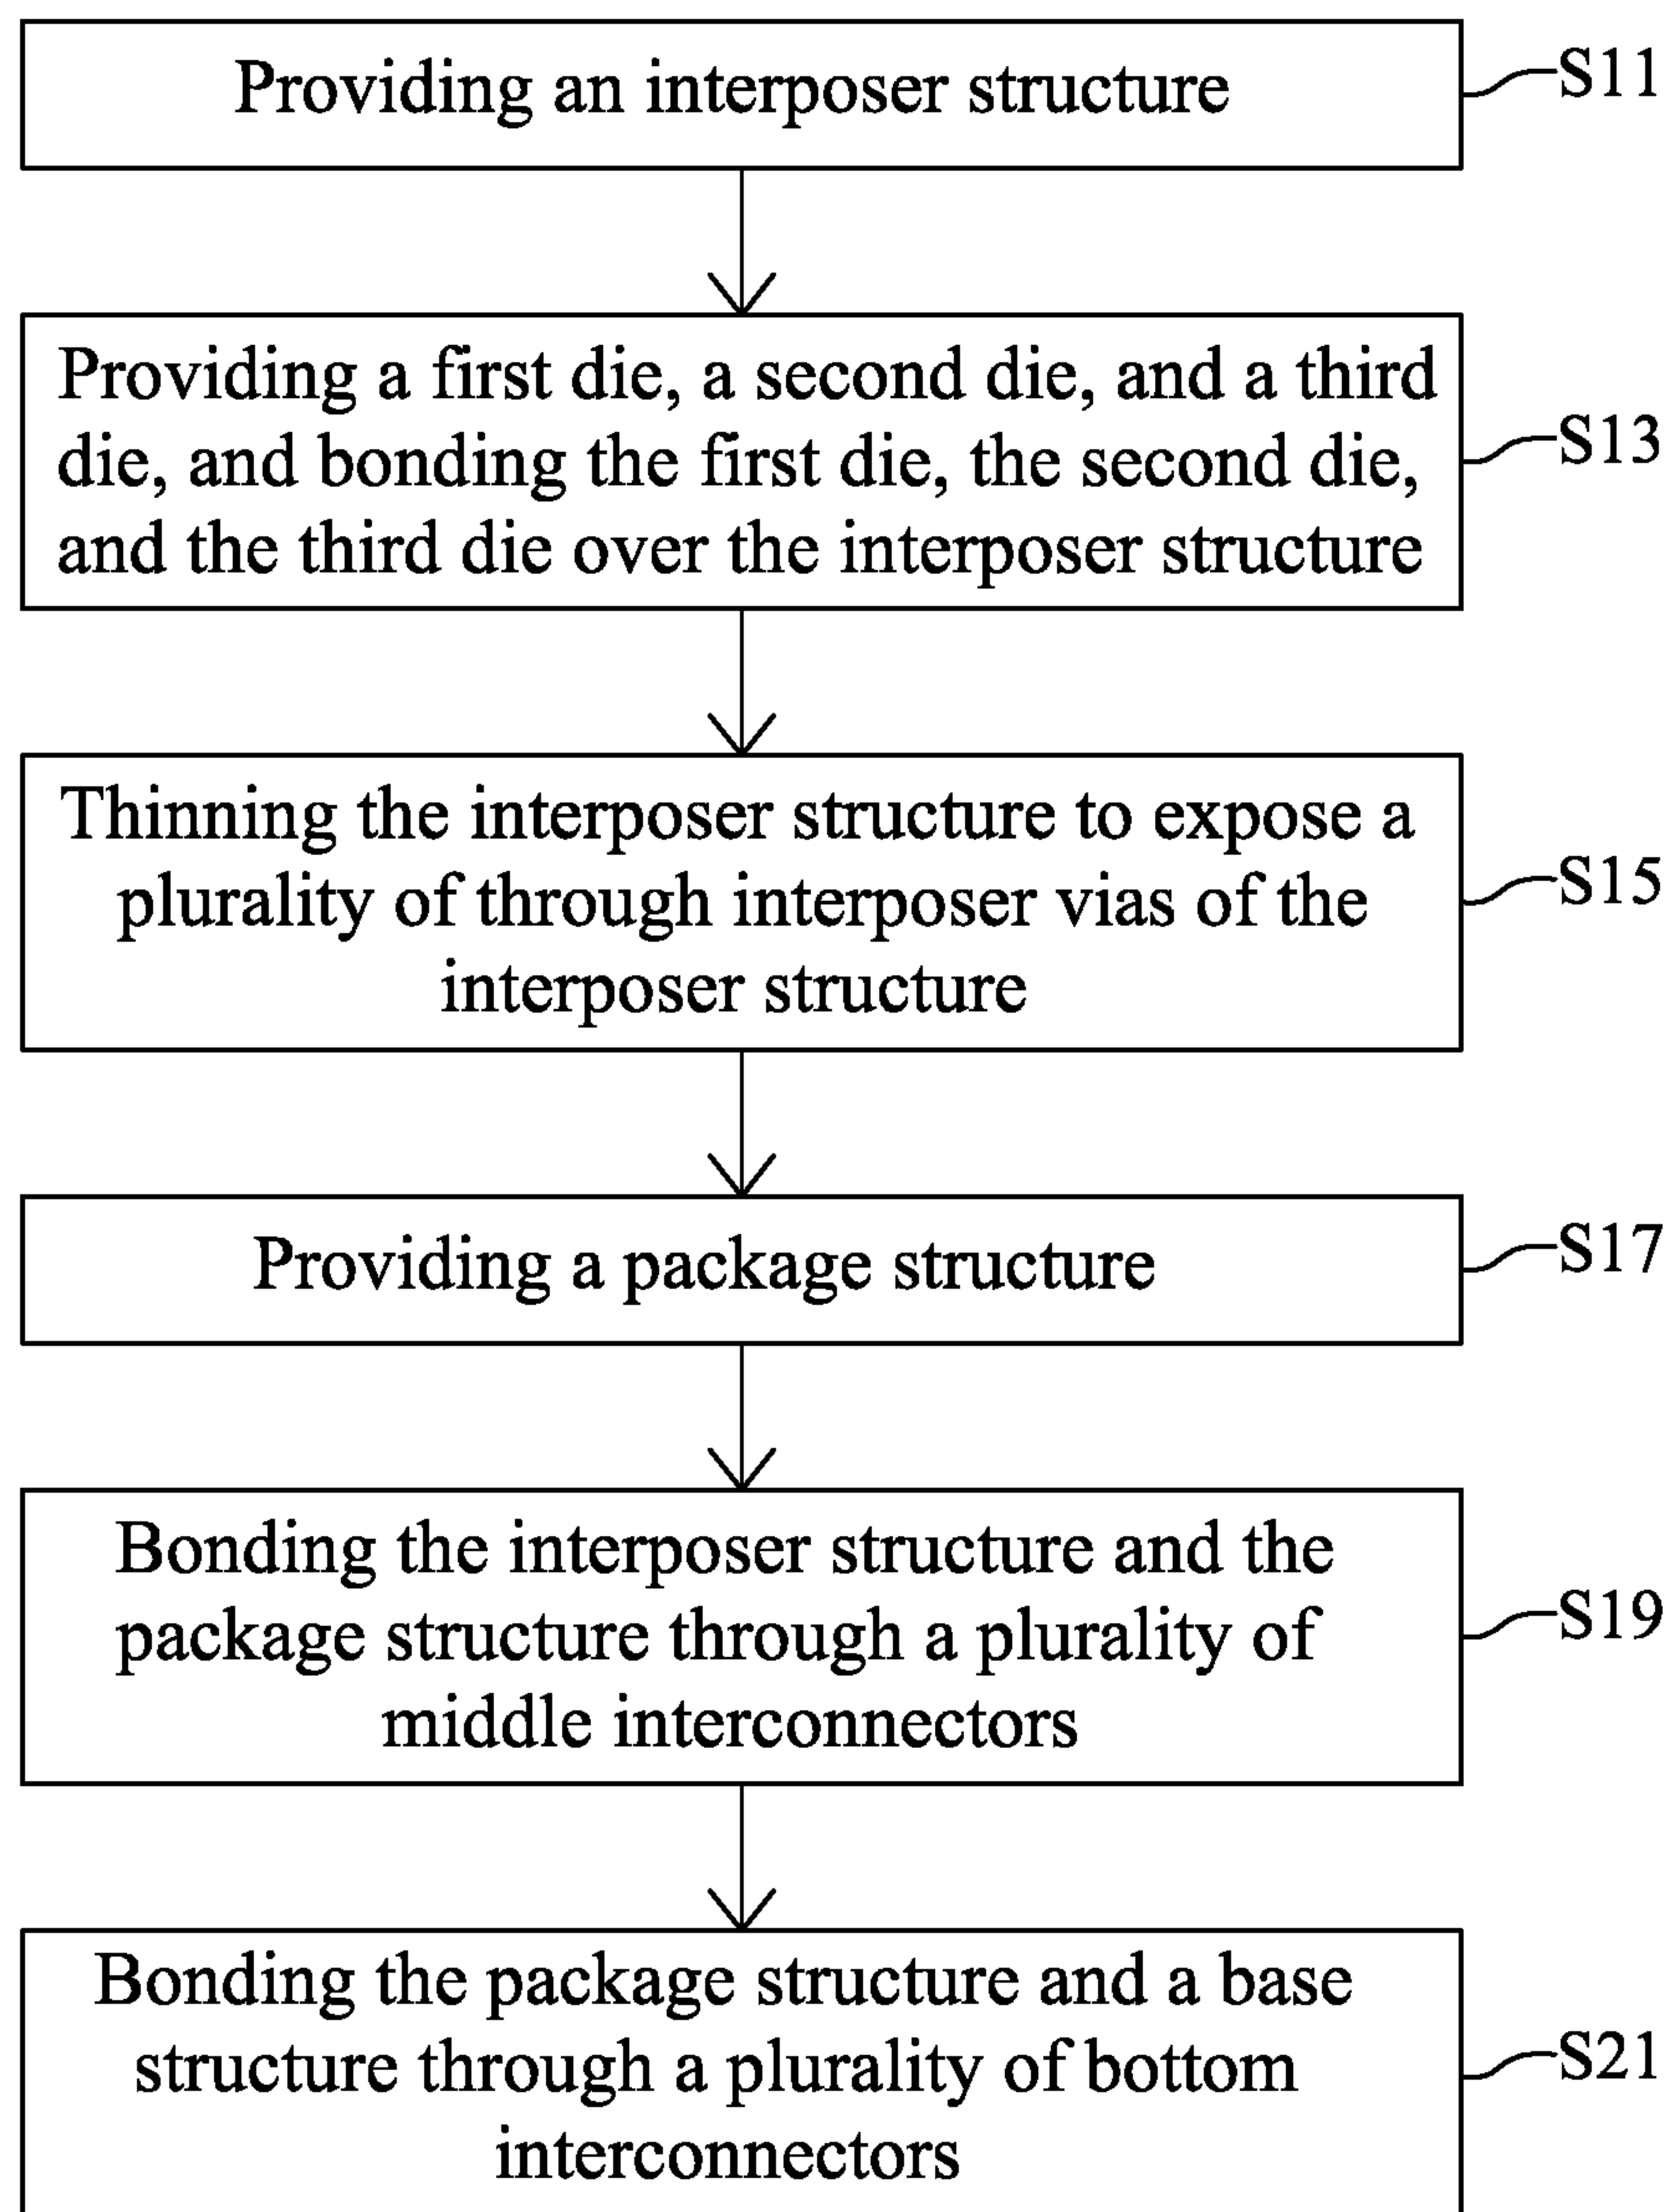 Providing an interposer structure
S11
Providing a first die, a second die, and a third
die, and bonding the first die, the second die,
and the third die over the interposer structure
S13
Thinning the interposer structure to expose a
plurality of through interposer vias of the
interposer structure
S15
Providing a package structure
S17
Bonding the interposer structure and the
package structure through a plurality of
middle interconnectors
S19
Bonding the package structure and a base
structure through a plurality of bottom
interconnectors
S21